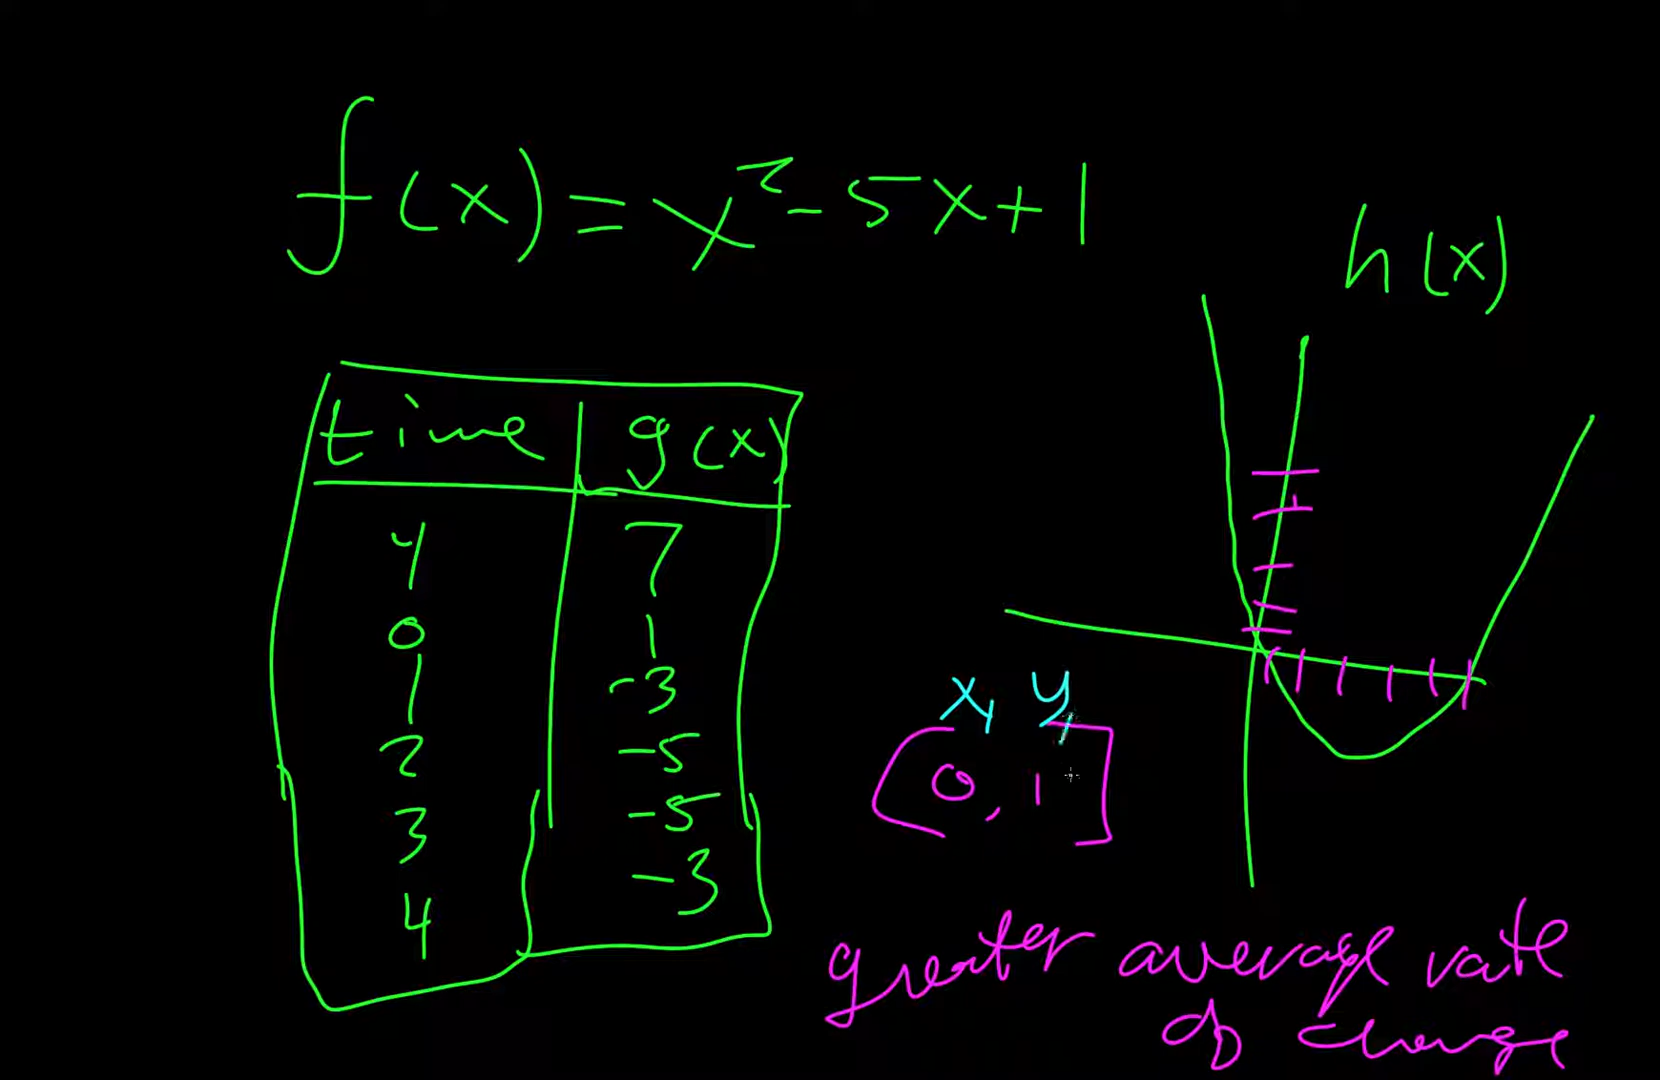 f(x) = x² - 5x + 1
h(x)
time g(x)
4 7
0 1
1 -3
2 -5
3 -5
4 -3
x, y
(0, 1]
greater average rate
of change